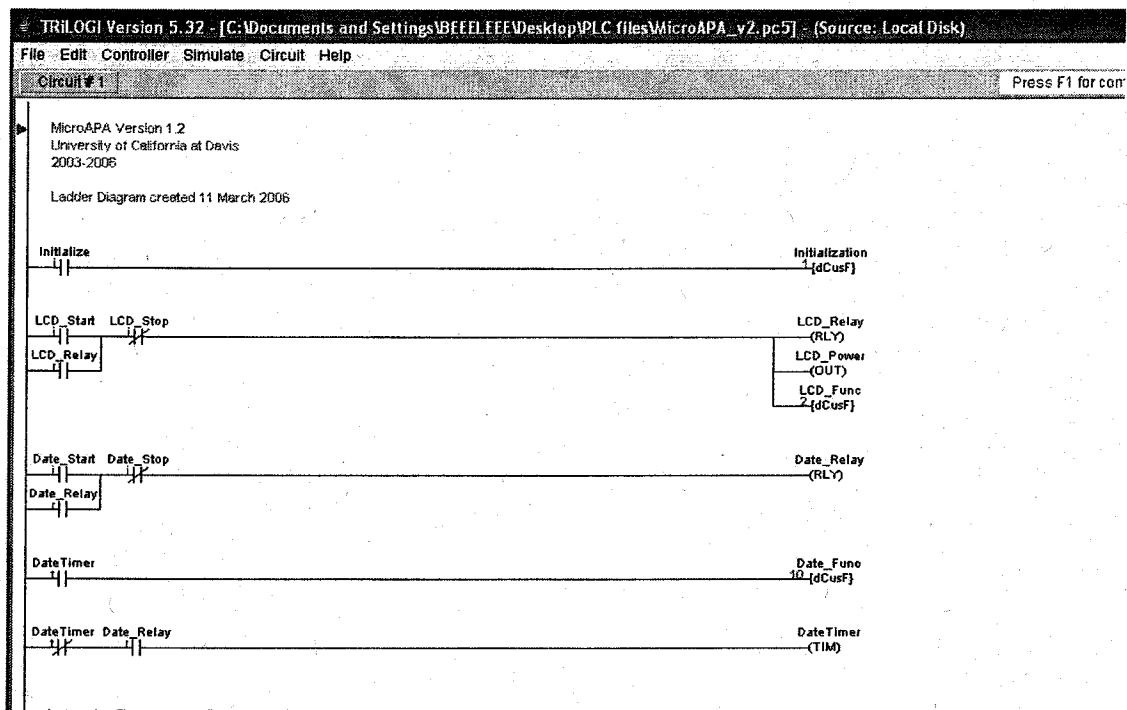 TRiLOGI Version 5.32 - [C:\Documents and Settings\BEEELEEE\Desktop\PLC files\MicroAPA_v2.pc5] - (Source: Local Disk)
File Edit Controller Simulate Circuit Help
Circuit # 1 Press F1 for
MicroAPA Version 1.2
University of California at Davis
2003-2006
Ladder Diagram created 11 March 2006
Initialize Initialization
i 1 {dCusF}
LCD_Start LCD_Stop LCD_Relay
i i (RLY)
LCD_Relay LCD_Power
r (OUT)
LCD_Func
2 {dCusF}
Date_Start Date_Stop Date_Relay
i i (RLY)
Date_Relay
r
DateTimer Date_Func
t 10 {dCusF}
DateTimer Date_Relay DateTimer
t r (TIM)